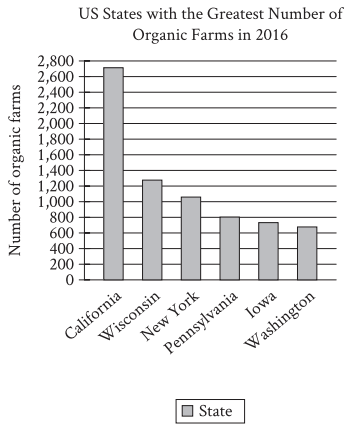 US States with the Greatest Number of
Organic Farms in 2016
Number of organic farms
2,800
2,600
2,400
2,200
2,000
1,800
1,600
1,400
1,200
1,000
800
600
400
200
0
California
Wisconsin
New York
Pennsylvania
Iowa
Washington
State